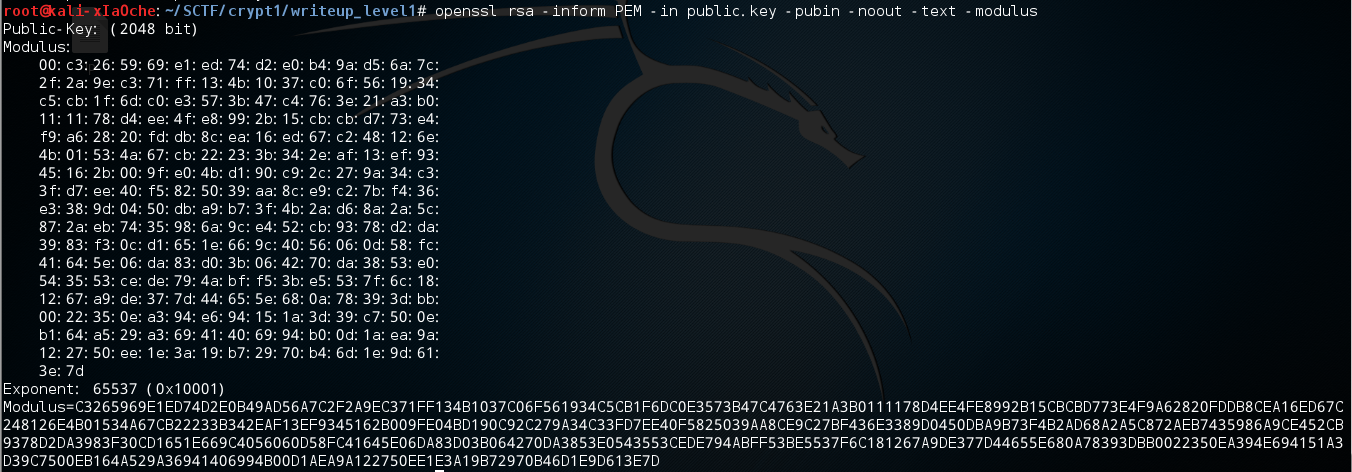 root@kali-xIaOche:~/SCTF/crypt1/writeup_level1# openssl rsa -inform PEM -in public.key -pubin -noout -text -modulus
Public-Key: (2048 bit)
Modulus:
00:c3:26:59:69:e1:ed:74:d2:e0:b4:9a:d5:6a:7c:
2f:2a:9e:c3:71:ff:13:4b:10:37:c0:6f:56:19:34:
c5:cb:1f:6d:c0:e3:57:3b:47:c4:76:3e:21:a3:b0:
11:11:78:d4:ee:4f:e8:99:2b:15:cb:cb:d7:73:e4:
f9:a6:28:20:fd:db:8c:ea:16:ed:67:c2:48:12:6e:
4b:01:53:4a:67:cb:22:23:3b:34:2e:af:13:ef:93:
45:16:2b:00:9f:e0:4b:d1:90:c9:2c:27:9a:34:c3:
3f:d7:ee:40:f5:82:50:39:aa:8c:e9:c2:7b:f4:36:
e3:38:9d:04:50:db:a9:b7:3f:4b:2a:d6:8a:2a:5c:
87:2a:eb:74:35:98:6a:9c:e4:52:cb:93:78:d2:da:
39:83:f3:0c:d1:65:1e:66:9c:40:56:06:0d:58:fc:
41:64:5e:06:da:83:d0:3b:06:42:70:da:38:53:e0:
54:35:53:ce:de:79:4a:bf:f5:3b:e5:53:7f:6c:18:
12:67:a9:de:37:7d:44:65:5e:68:0a:78:39:3d:bb:
00:22:35:0e:a3:94:e6:94:15:1a:3d:39:c7:50:0e:
b1:64:a5:29:a3:69:41:40:69:94:b0:0d:1a:ea:9a:
12:27:50:ee:1e:3a:19:b7:29:70:b4:6d:1e:9d:61:
3e:7d
Exponent: 65537 (0x10001)
Modulus=C3265969E1ED74D2E0B49AD56A7C2F2A9EC371FF134B1037C06F561934C5CB1F6DC0E3573B47C4763E21A3B0111178D4EE4FE8992B15CBCBD773E4F9A62820FDDB8CEA16ED67C
248126E4B01534A67CB22233B342EAF13EF9345162B009FE04BD190C92C279A34C33FD7EE40F5825039AA8CE9C27BF436E3389D0450DBA9B73F4B2AD68A2A5C872AEB7435986A9CE452CB
9378D2DA3983F30CD1651E669C4056060D58FC41645E06DA83D03B064270DA3853E0543553CEDE794ABFF53BE5537F6C181267A9DE377D44655E680A78393DBB0022350EA394E694151A3
D39C7500EB164A529A36941406994B00D1AEA9A122750EE1E3A19B72970B46D1E9D613E7D